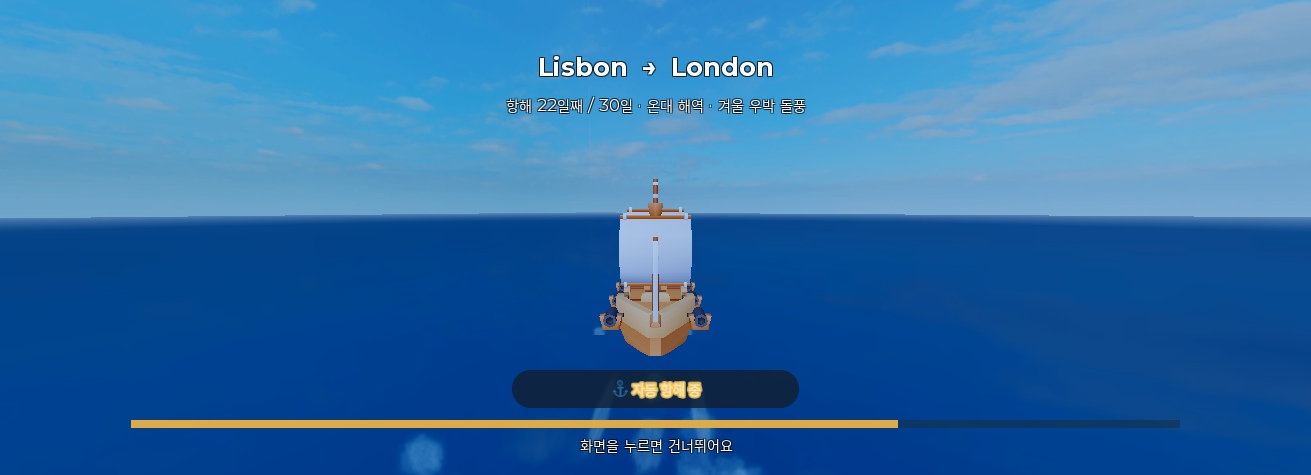 Lisbon → London
항해 22일째 / 30일 · 온대 해역 · 겨울 우박 돌풍
⚓ 자동 항해 중
화면을 누르면 건너뛰어요